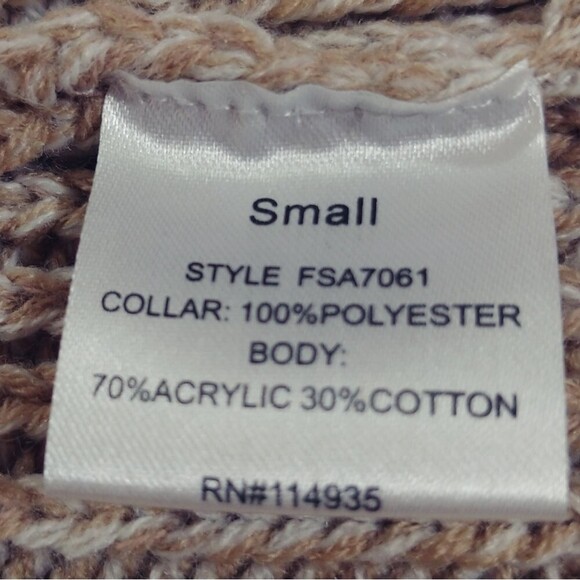 Small
STYLE FSA7061
COLLAR: 100%POLYESTER
BODY:
70%ACRYLIC 30%COTTON
RN#114935